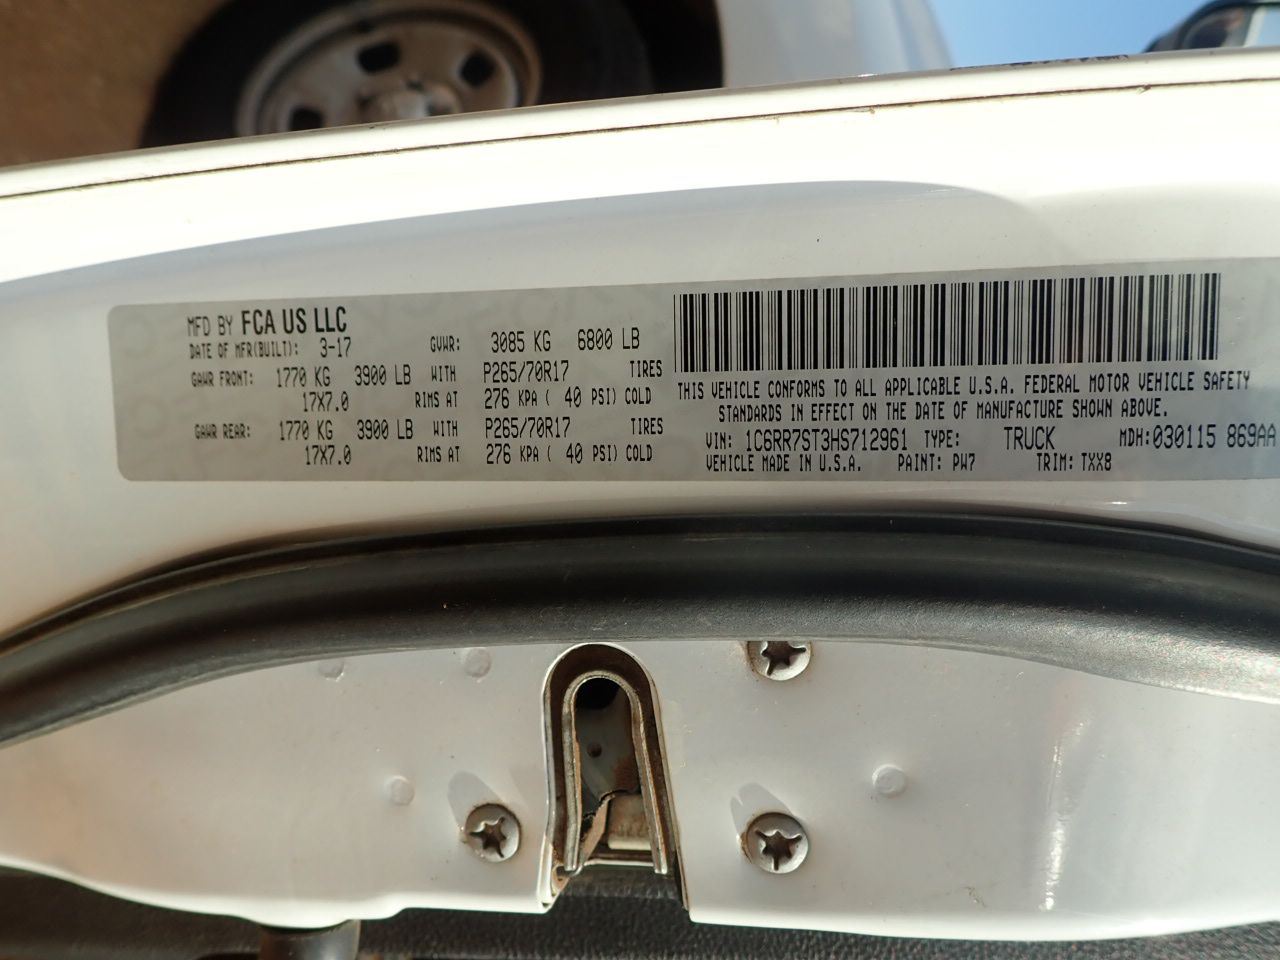 MFD BY FCA US LLC
DATE OF MFR(BUILT): 3-17 GVWR: 3085 KG 6800 LB
GAWR FRONT: 1770 KG 3900 LB WITH P265/70R17 TIRES
17X7.0 RIMS AT 276 KPA ( 40 PSI) COLD
GAWR REAR: 1770 KG 3900 LB WITH P265/70R17 TIRES
17X7.0 RIMS AT 276 KPA ( 40 PSI) COLD
THIS VEHICLE CONFORMS TO ALL APPLICABLE U.S.A. FEDERAL MOTOR VEHICLE SAFETY
STANDARDS IN EFFECT ON THE DATE OF MANUFACTURE SHOWN ABOVE.
VIN: 1C6RR7ST3HS712961 TYPE: TRUCK MDH:030115 869AA
VEHICLE MADE IN U.S.A. PAINT: PW7 TRIM: TXX8